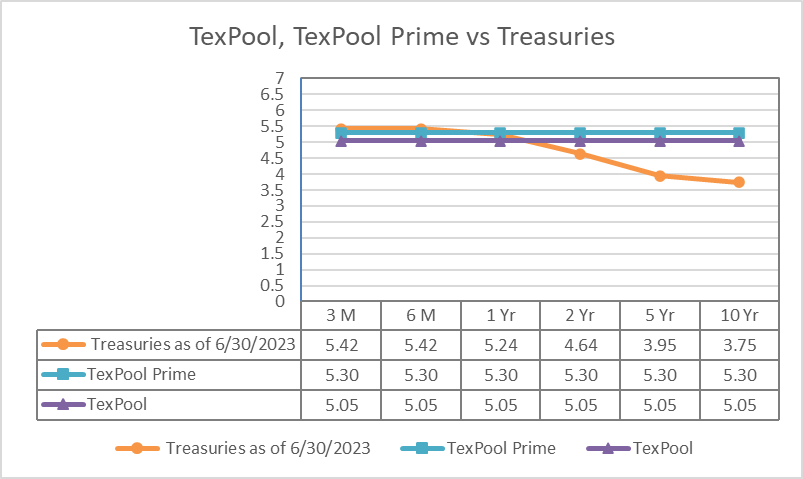 TexPool, TexPool Prime vs Treasuries
7
6.5
6
5.5
5
4.5
4
3.5
3
2.5
2
1.5
1
0.5
0
3 M 6 M 1 Yr 2 Yr 5 Yr 10 Yr
Treasuries as of 6/30/2023 5.42 5.42 5.24 4.64 3.95 3.75
TexPool Prime 5.30 5.30 5.30 5.30 5.30 5.30
TexPool 5.05 5.05 5.05 5.05 5.05 5.05
Treasuries as of 6/30/2023 TexPool Prime TexPool